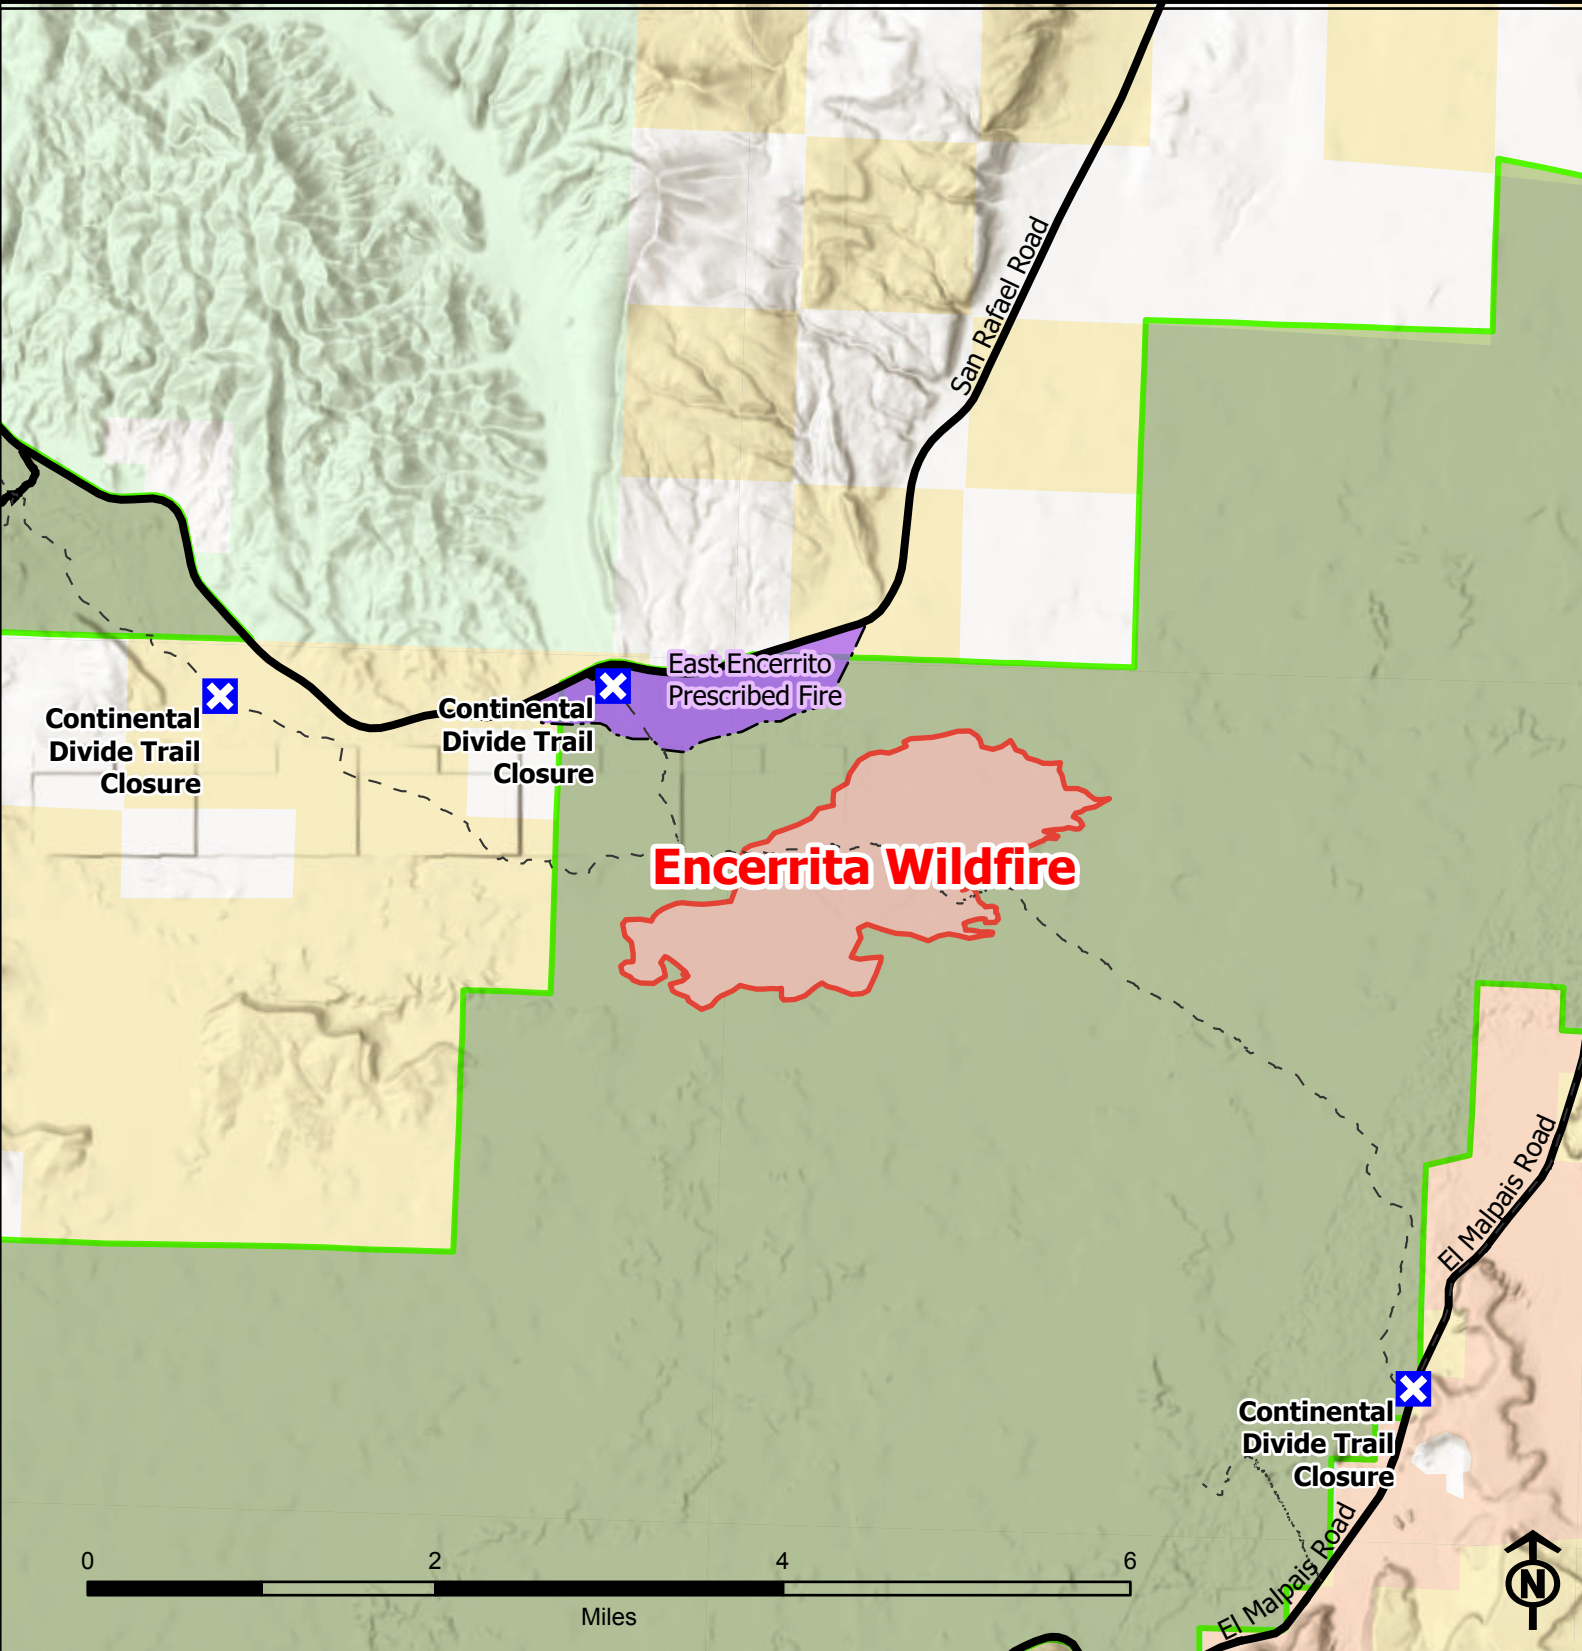 San Rafael Road
East Encerrito
Prescribed Fire
Continental
Divide Trail
Closure
Continental
Divide Trail
Closure
Encerrita Wildfire
El Malpais Road
Continental
Divide Trail
Closure
El Malpais Road
0 2 4 6
Miles
N